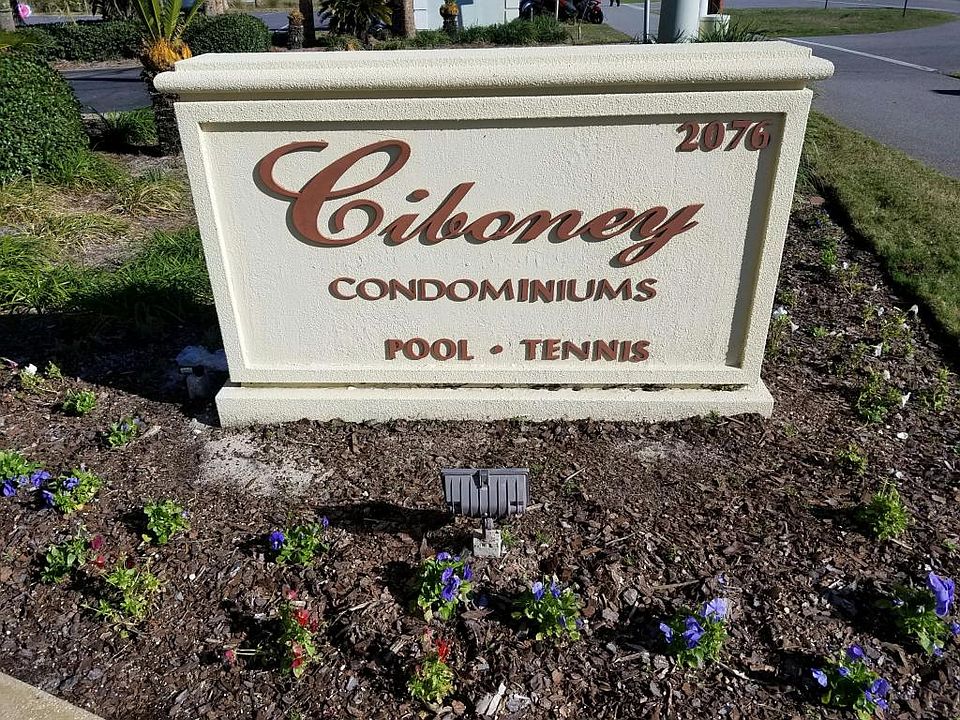 2076
Ciboney
CONDOMINIUMS
POOL • TENNIS